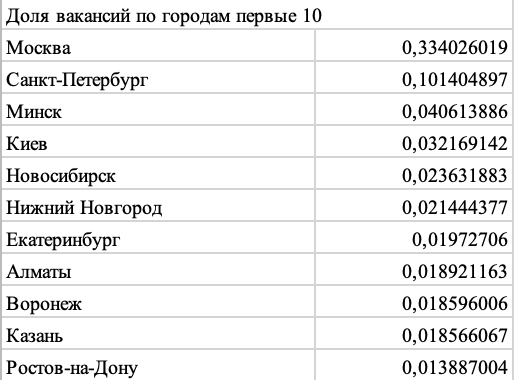 Доля вакансий по городам первые 10
Москва 0,334026019
Санкт-Петербург 0,101404897
Минск 0,040613886
Киев 0,032169142
Новосибирск 0,023631883
Нижний Новгород 0,021444377
Екатеринбург 0,01972706
Алматы 0,018921163
Воронеж 0,018596006
Казань 0,018566067
Ростов-на-Дону 0,013887004